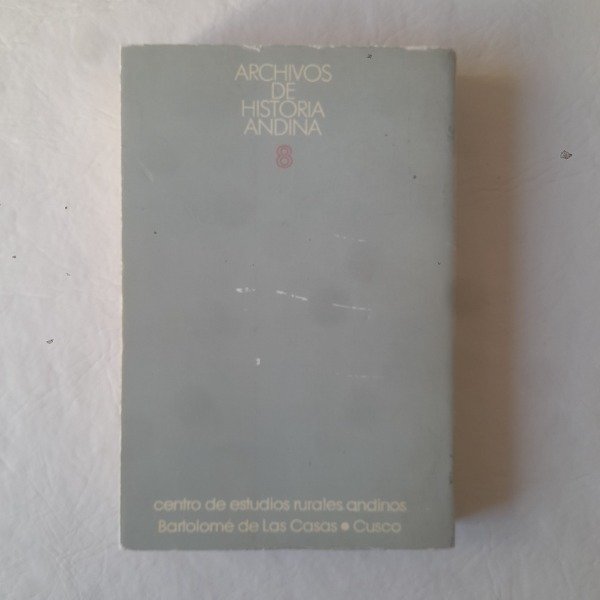 ARCHIVOS
DE
HISTORIA
ANDINA
8
centro de estudios rurales andinos
Bartolomé de Las Casas • Cusco